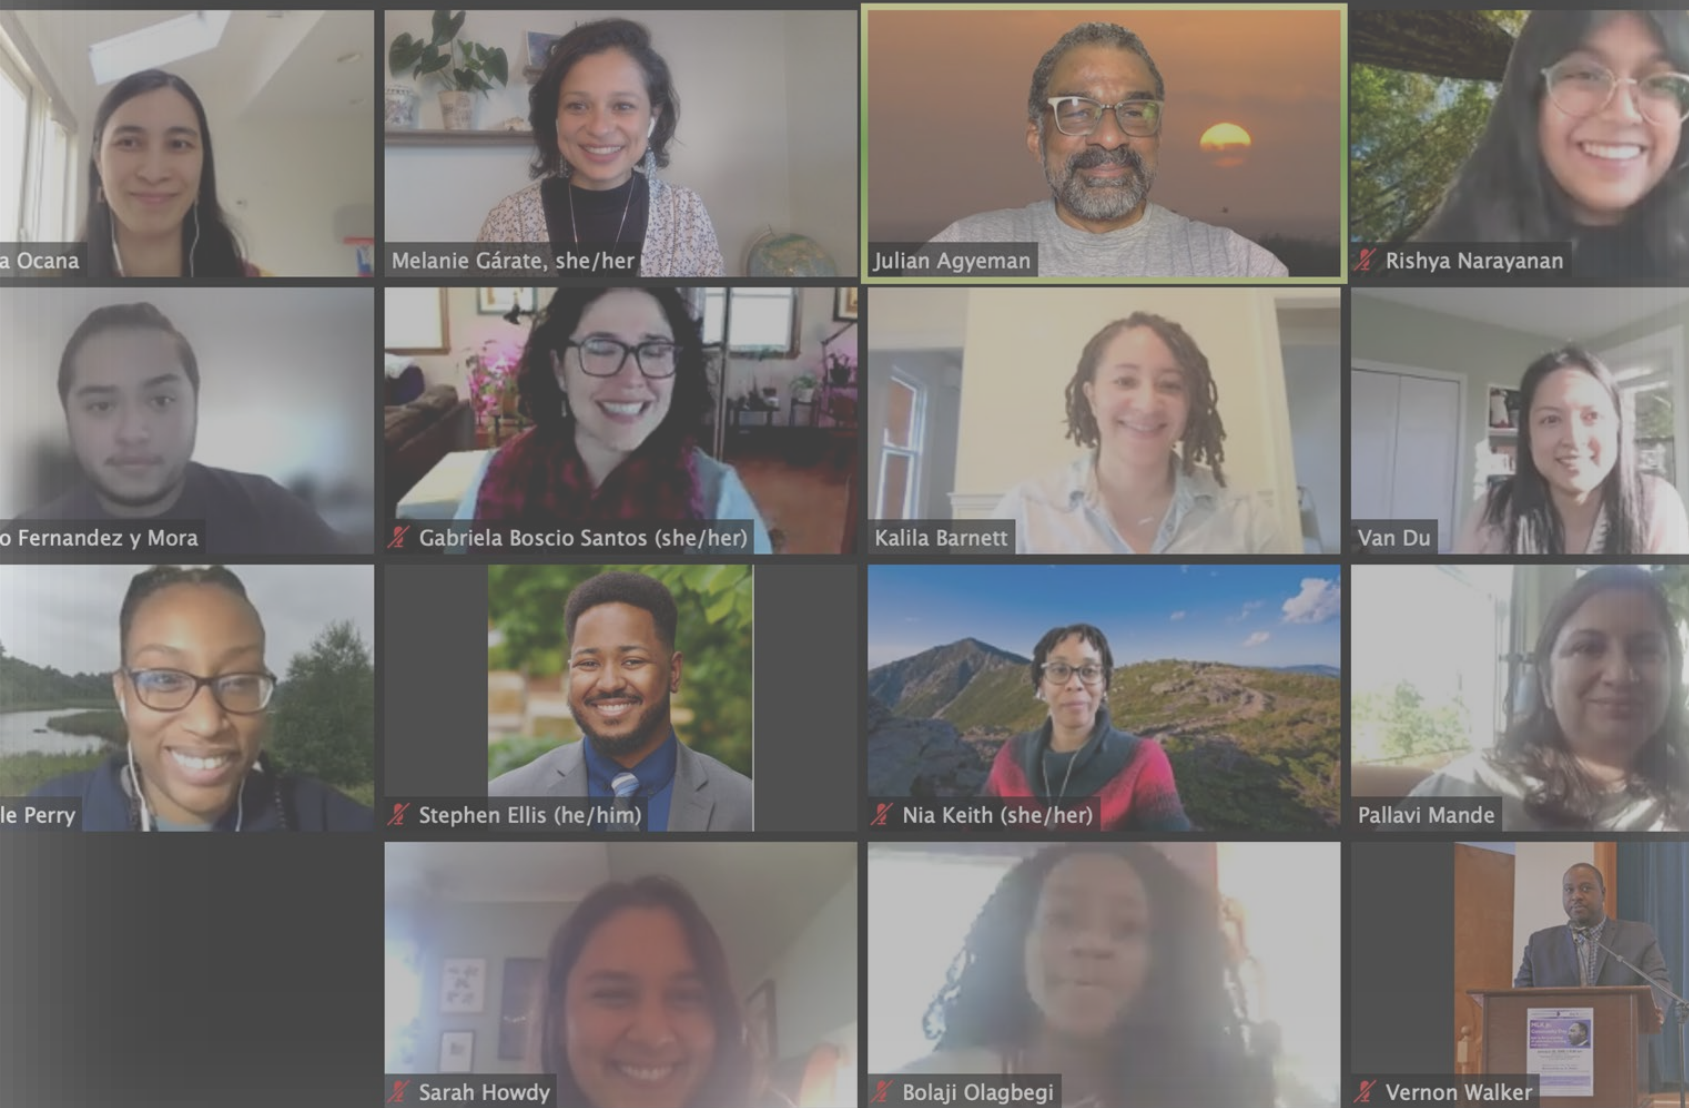 a Ocana
Melanie Gárate, she/her
Julian Agyeman
Rishya Narayanan
o Fernandez y Mora
Gabriela Boscio Santos (she/her)
Kalila Barnett
Van Du
le Perry
Stephen Ellis (he/him)
Nia Keith (she/her)
Pallavi Mande
Sarah Howdy
Bolaji Olagbegi
Vernon Walker